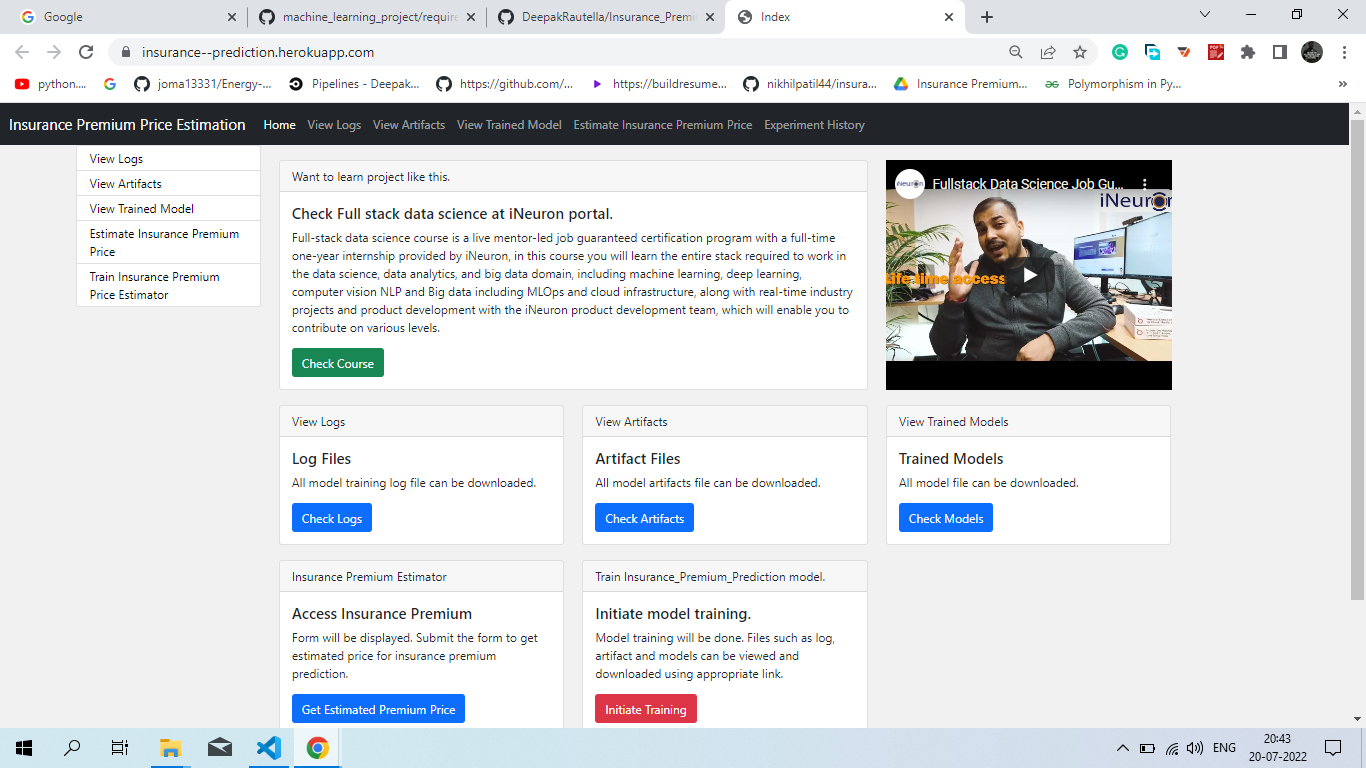 Google
machine_learning_project/require
DeepakRautella/Insurance_Premi
Index
insurance--prediction.herokuapp.com
python....
joma13331/Energy-...
Pipelines - Deepak...
https://github.com/...
https://buildresume...
nikhilpatil44/insura...
Insurance Premium...
Polymorphism in Py...
»
Insurance Premium Price Estimation
Home
View Logs
View Artifacts
View Trained Model
Estimate Insurance Premium Price
Experiment History
View Logs
View Artifacts
View Trained Model
Estimate Insurance Premium
Price
Train Insurance Premium
Price Estimator
Want to learn project like this.
Check Full stack data science at iNeuron portal.
Full-stack data science course is a live mentor-led job guaranteed certification program with a full-time
one-year internship provided by iNeuron, in this course you will learn the entire stack required to work in
the data science, data analytics, and big data domain, including machine learning, deep learning,
computer vision NLP and Big data including MLOps and cloud infrastructure, along with real-time industry
projects and product development with the iNeuron product development team, which will enable you to
contribute on various levels.
Check Course
iNeuron
Fullstack Data Science Job Gu...
iNeuron
Life time access
View Logs
Log Files
All model training log file can be downloaded.
Check Logs
View Artifacts
Artifact Files
All model artifacts file can be downloaded.
Check Artifacts
View Trained Models
Trained Models
All model file can be downloaded.
Check Models
Insurance Premium Estimator
Access Insurance Premium
Form will be displayed. Submit the form to get
estimated price for insurance premium
prediction.
Get Estimated Premium Price
Train Insurance_Premium_Prediction model.
Initiate model training.
Model training will be done. Files such as log,
artifact and models can be viewed and
downloaded using appropriate link.
Initiate Training
ENG
20:43
20-07-2022